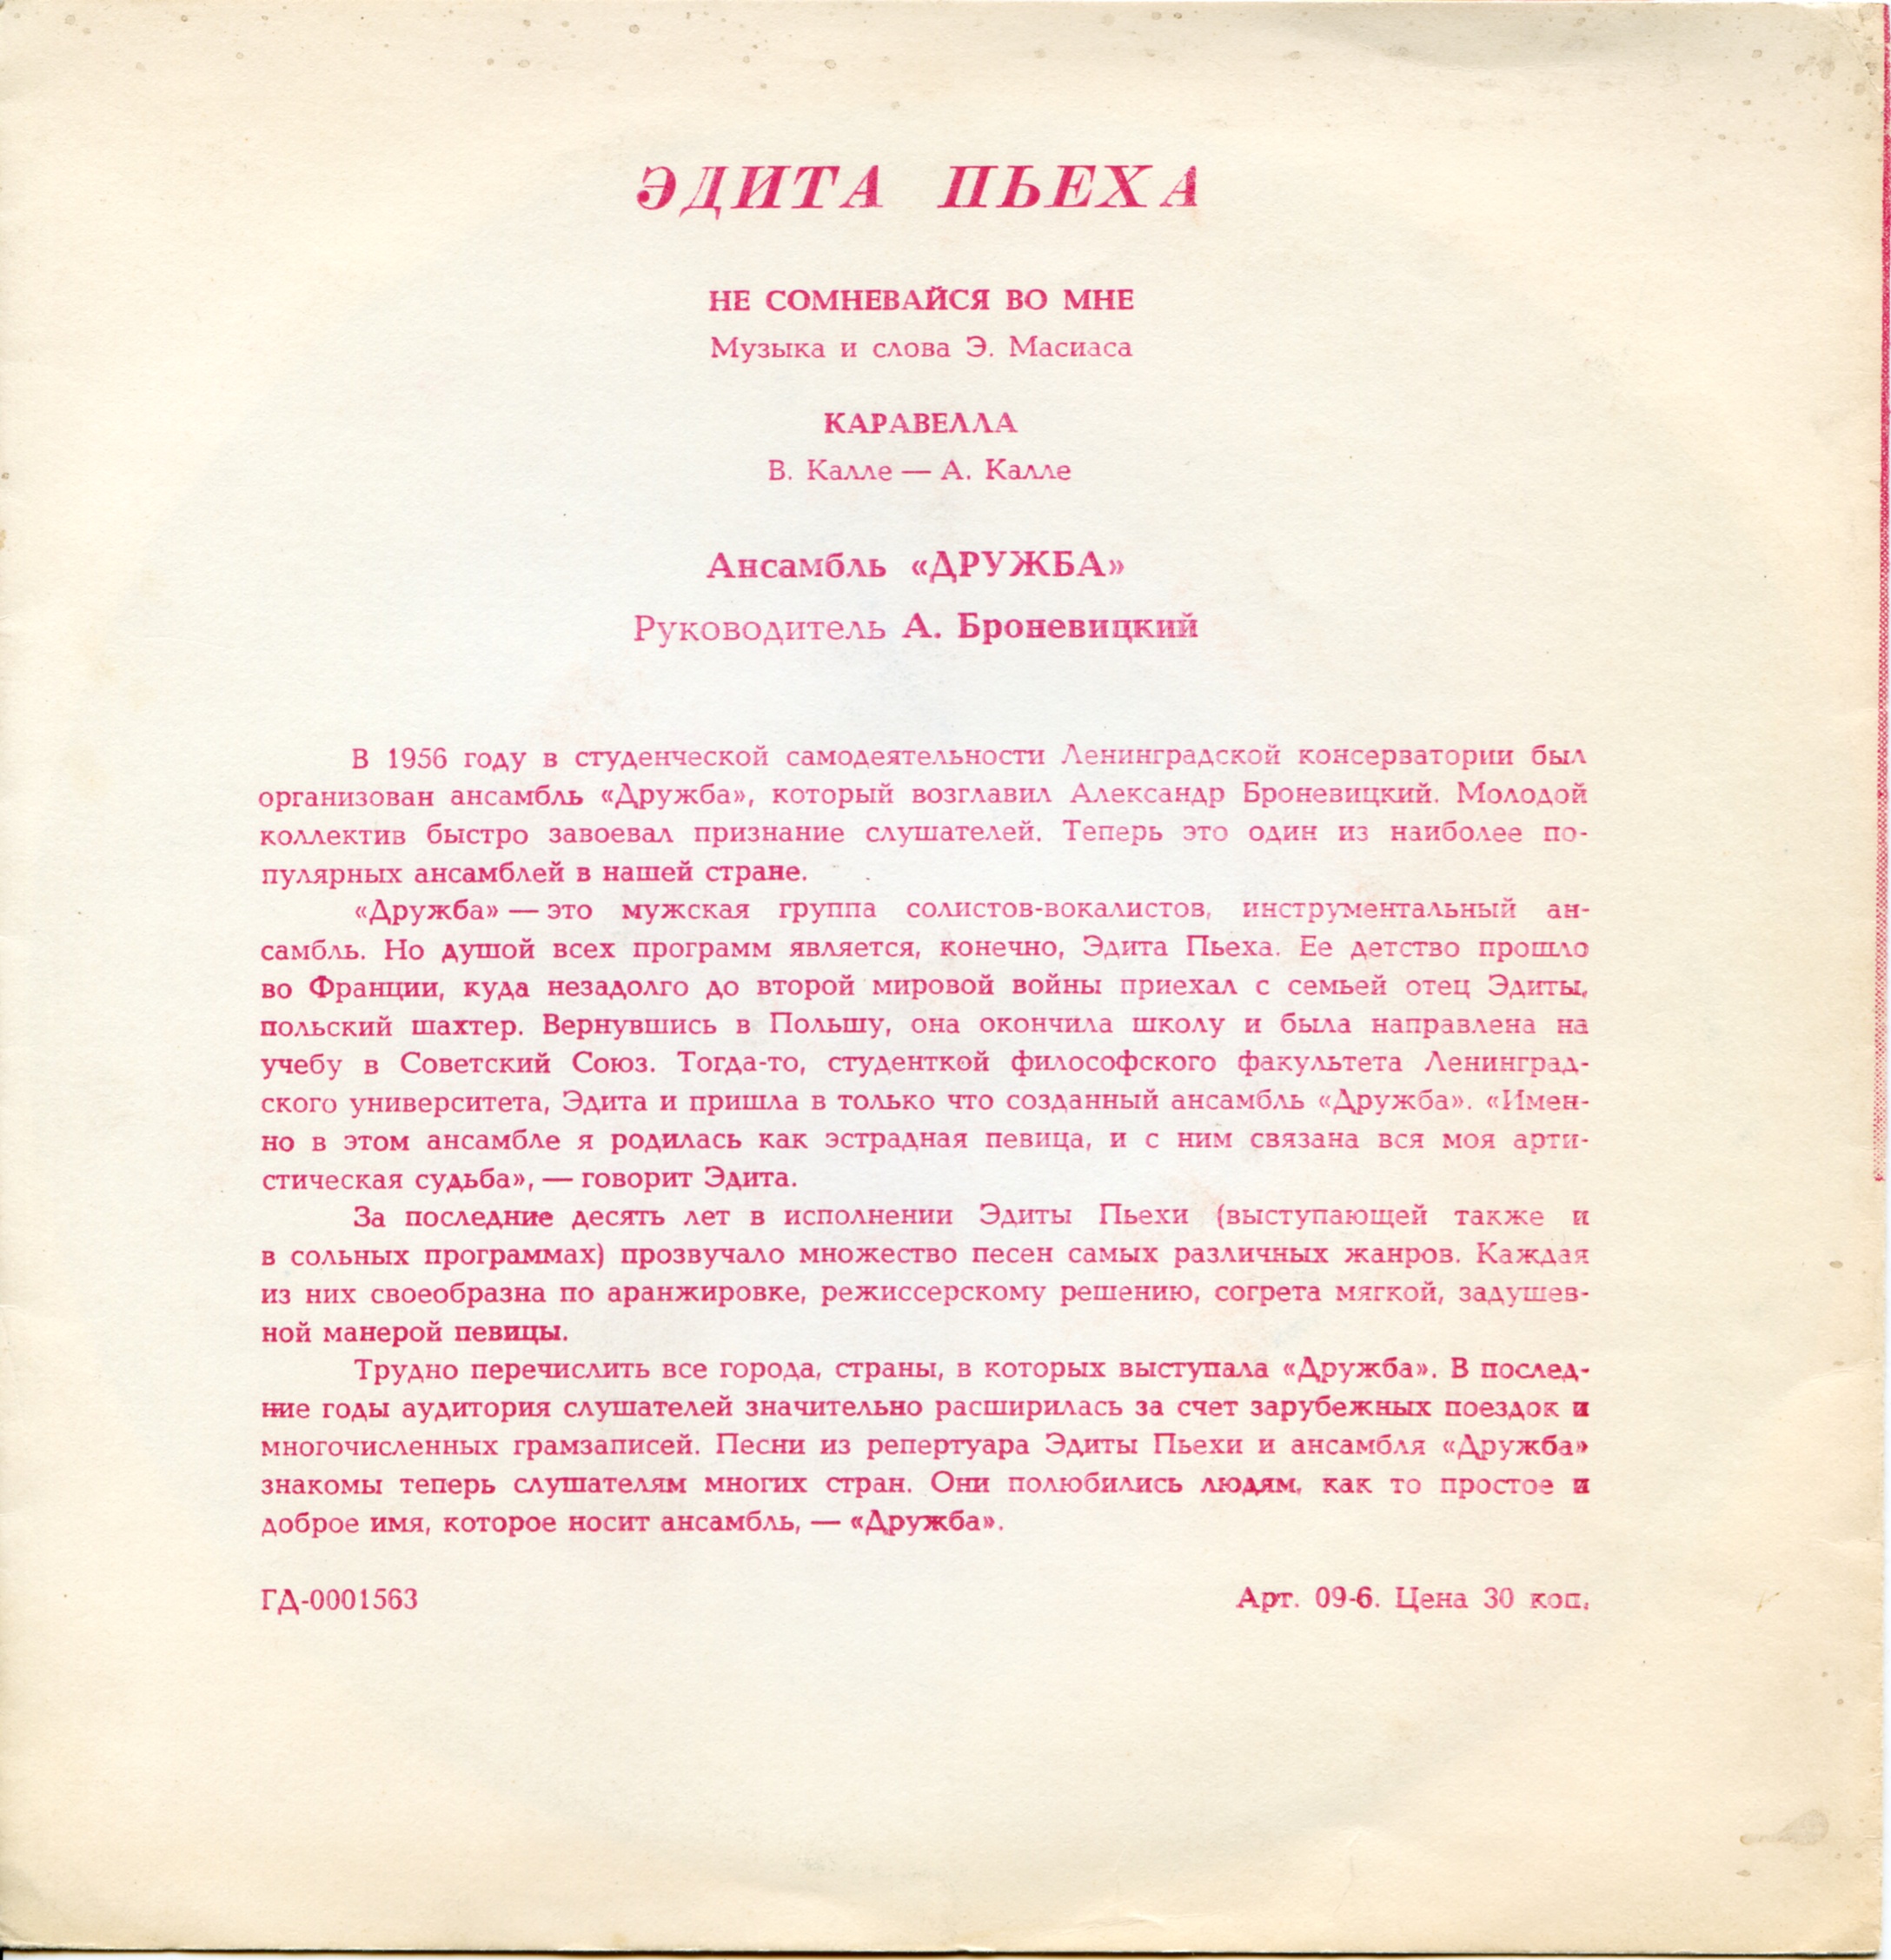 ЭДИТА ПЬЕХА
НЕ СОМНЕВАЙСЯ ВО МНЕ
Музыка и слова Э. Масиаса
КАРАВЕЛЛА
В. Калле — А. Калле
Ансамбль «ДРУЖБА»
Руководитель А. Броневицкий
В 1956 году в студенческой самодеятельности Ленинградской консерватории был
организован ансамбль «Дружба», который возглавил Александр Броневицкий. Молодой
коллектив быстро завоевал признание слушателей. Теперь это один из наиболее по-
пулярных ансамблей в нашей стране.
«Дружба» — это мужская группа солистов-вокалистов, инструментальный ан-
самбль. Но душой всех программ является, конечно, Эдита Пьеха. Ее детство прошло
во Франции, куда незадолго до второй мировой войны приехал с семьей отец Эдиты,
польский шахтер. Вернувшись в Польшу, она окончила школу и была направлена на
учебу в Советский Союз. Тогда-то, студенткой философского факультета Ленинград-
ского университета, Эдита и пришла в только что созданный ансамбль «Дружба». «Имен-
но в этом ансамбле я родилась как эстрадная певица, и с ним связана вся моя арти-
стическая судьба», — говорит Эдита.
За последние десять лет в исполнении Эдиты Пьехи (выступающей также и
в сольных программах) прозвучало множество песен самых различных жанров. Каждая
из них своеобразна по аранжировке, режиссерскому решению, согрета мягкой, задушев-
ной манерой певицы.
Трудно перечислить все города, страны, в которых выступала «Дружба». В послед-
ние годы аудитория слушателей значительно расширилась за счет зарубежных поездок и
многочисленных грамзаписей. Песни из репертуара Эдиты Пьехи и ансамбля «Дружба»
знакомы теперь слушателям многих стран. Они полюбились людям, как то простое и
доброе имя, которое носит ансамбль, — «Дружба».
ГД-0001563
Арт. 09-6. Цена 30 коп.